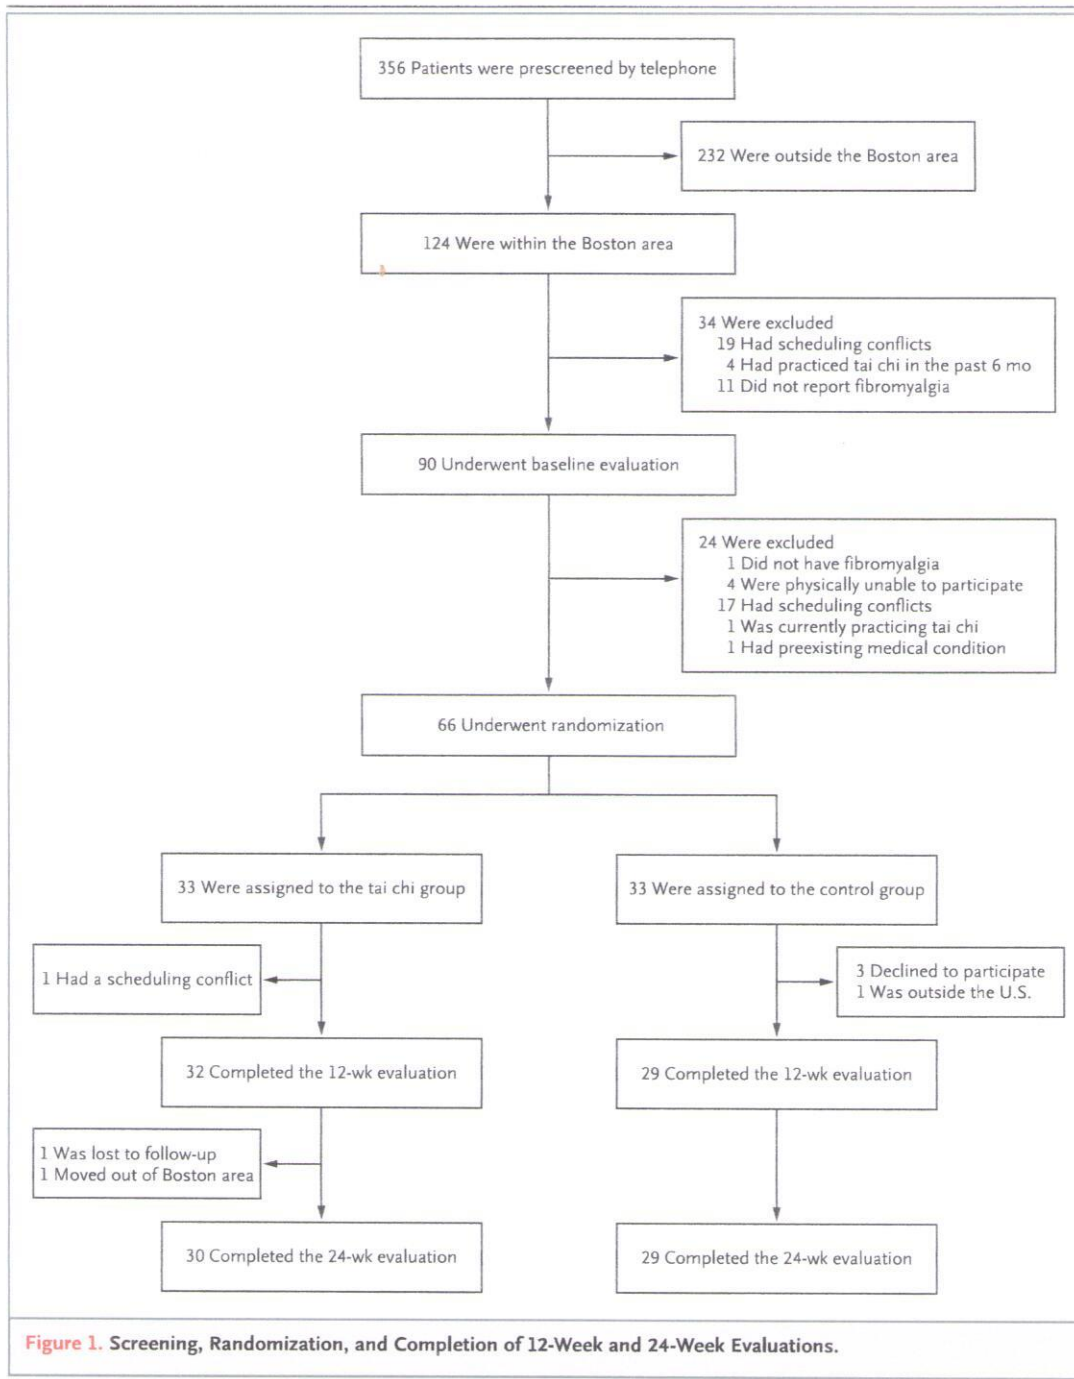 356 Patients were prescreened by telephone
232 Were outside the Boston area
124 Were within the Boston area
34 Were excluded
19 Had scheduling conflicts
4 Had practiced tai chi in the past 6 mo
11 Did not report fibromyalgia
90 Underwent baseline evaluation
24 Were excluded
1 Did not have fibromyalgia
4 Were physically unable to participate
17 Had scheduling conflicts
1 Was currently practicing tai chi
1 Had preexisting medical condition
66 Underwent randomization
33 Were assigned to the tai chi group
33 Were assigned to the control group
1 Had a scheduling conflict
3 Declined to participate
1 Was outside the U.S.
32 Completed the 12-wk evaluation
29 Completed the 12-wk evaluation
1 Was lost to follow-up
1 Moved out of Boston area
30 Completed the 24-wk evaluation
29 Completed the 24-wk evaluation
Figure 1. Screening, Randomization, and Completion of 12-Week and 24-Week Evaluations.